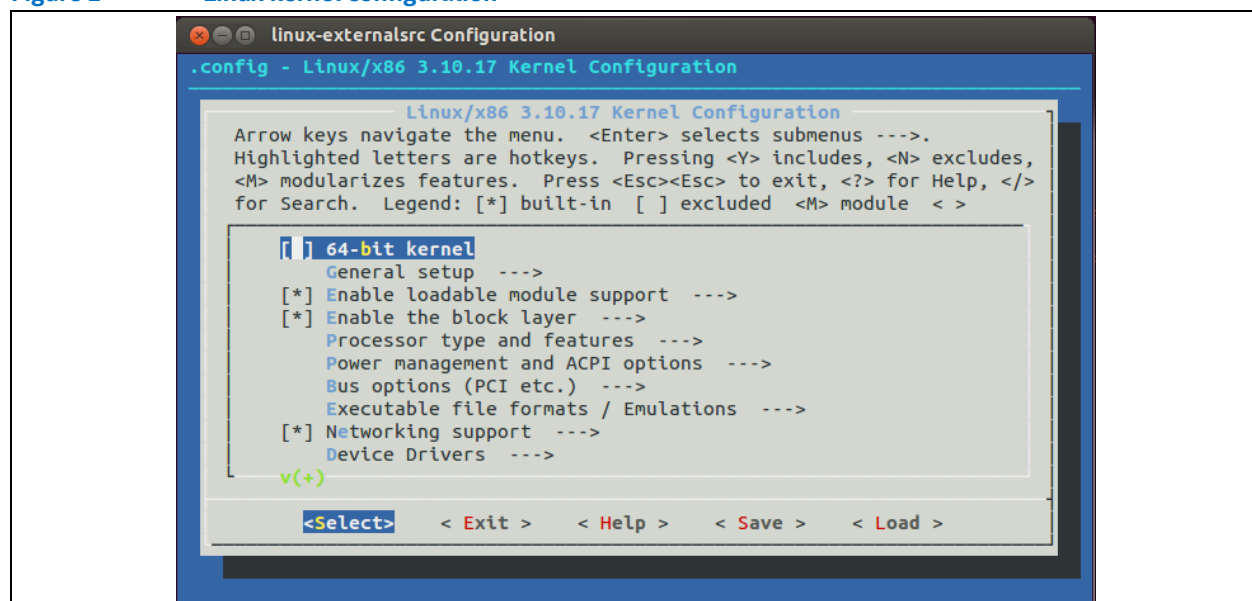 linux-externalsrc Configuration
.config - Linux/x86 3.10.17 Kernel Configuration
Linux/x86 3.10.17 Kernel Configuration
Arrow keys navigate the menu. <Enter> selects submenus --->.
Highlighted letters are hotkeys. Pressing <Y> includes, <N> excludes,
<M> modularizes features. Press <Esc><Esc> to exit, <?> for Help, </>
for Search. Legend: [*] built-in [ ] excluded <M> module < >
[ ] 64-bit kernel
General setup --->
[*] Enable loadable module support --->
[*] Enable the block layer --->
Processor type and features --->
Power management and ACPI options --->
Bus options (PCI etc.) --->
Executable file formats / Emulations --->
[*] Networking support --->
Device Drivers --->
v(+)
<Select> < Exit > < Help > < Save > < Load >